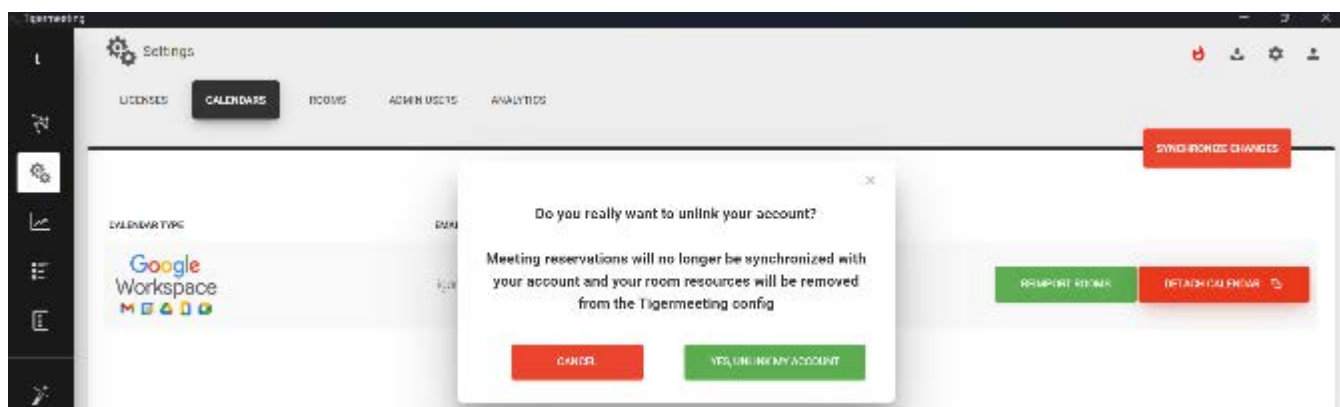 Tigermeeting
t
Settings
LICENSES CALENDARS ROOMS ADMIN USERS ANALYTICS
SYNCHRONIZE CHANGES
Do you really want to unlink your account?
CALENDAR TYPE EMAI
Meeting reservations will no longer be synchronized with
your account and your room resources will be removed
from the Tigermeeting config
Google
Workspace
REIMPORT ROOMS DETACH CALENDAR
CANCEL YES, UNLINK MY ACCOUNT